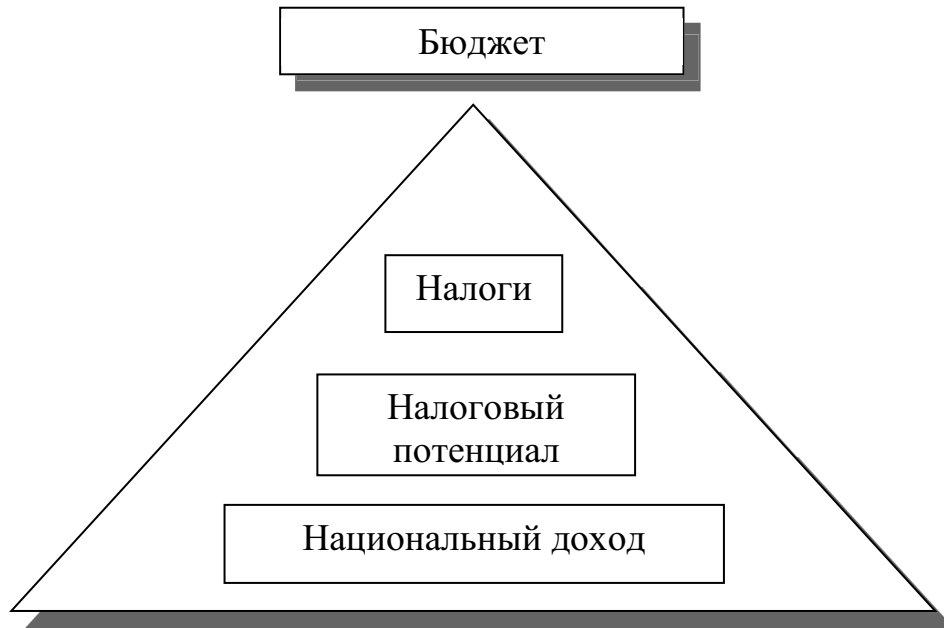 Бюджет
Налоги
Налоговый
потенциал
Национальный доход